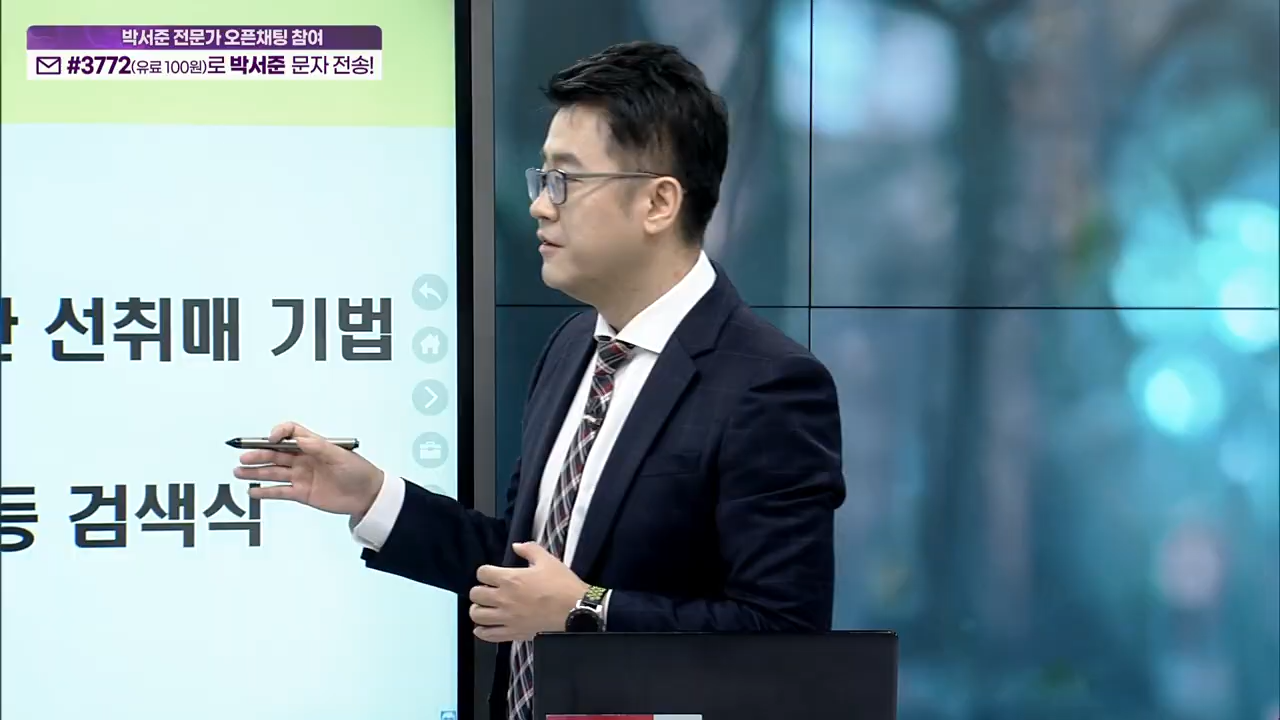 박서준 전문가 오픈채팅 참여
#3772(유료 100원)로 박서준 문자 전송!
선취매 기법
등 검색식